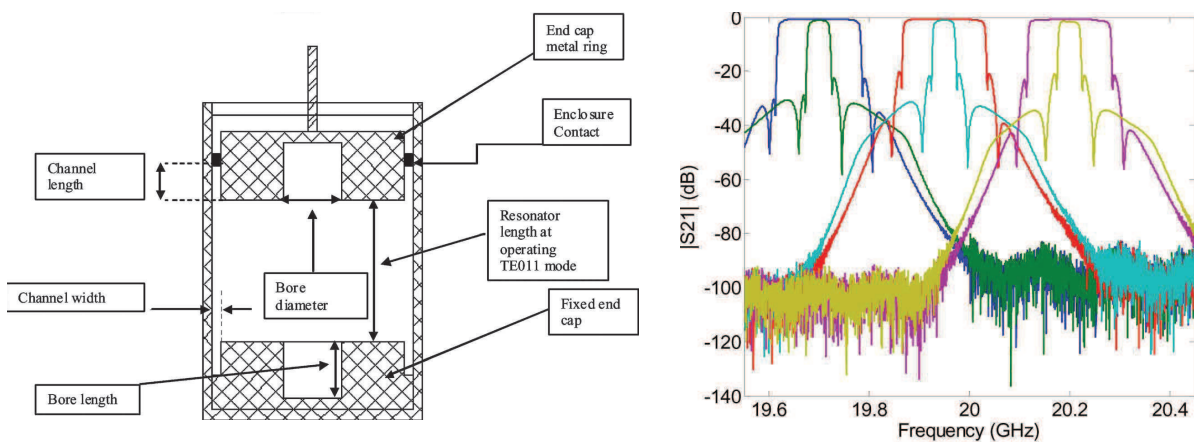 End cap
metal ring
Enclosure
Contact
Channel
length
Resonator
length at
operating
TE011 mode
Bore
diameter
Channel width
Fixed end
cap
Bore length
|S21| (dB)
0
-20
-40
-60
-80
-100
-120
-140
19.6
19.8
20
20.2
20.4
Frequency (GHz)